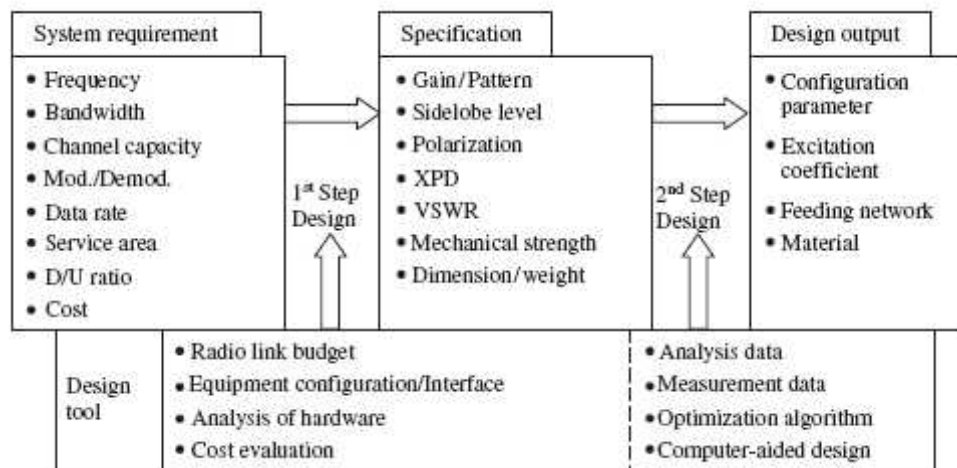 System requirement
• Frequency
• Bandwidth
• Channel capacity
• Mod./Demod.
• Data rate
• Service area
• D/U ratio
• Cost
1st Step
Design
Specification
• Gain/Pattern
• Sidelobe level
• Polarization
• XPD
• VSWR
• Mechanical strength
• Dimension/weight
2nd Step
Design
Design output
• Configuration
parameter
• Excitation
coefficient
• Feeding network
• Material
Design
tool
• Radio link budget
• Equipment configuration/Interface
• Analysis of hardware
• Cost evaluation
• Analysis data
• Measurement data
• Optimization algorithm
• Computer-aided design